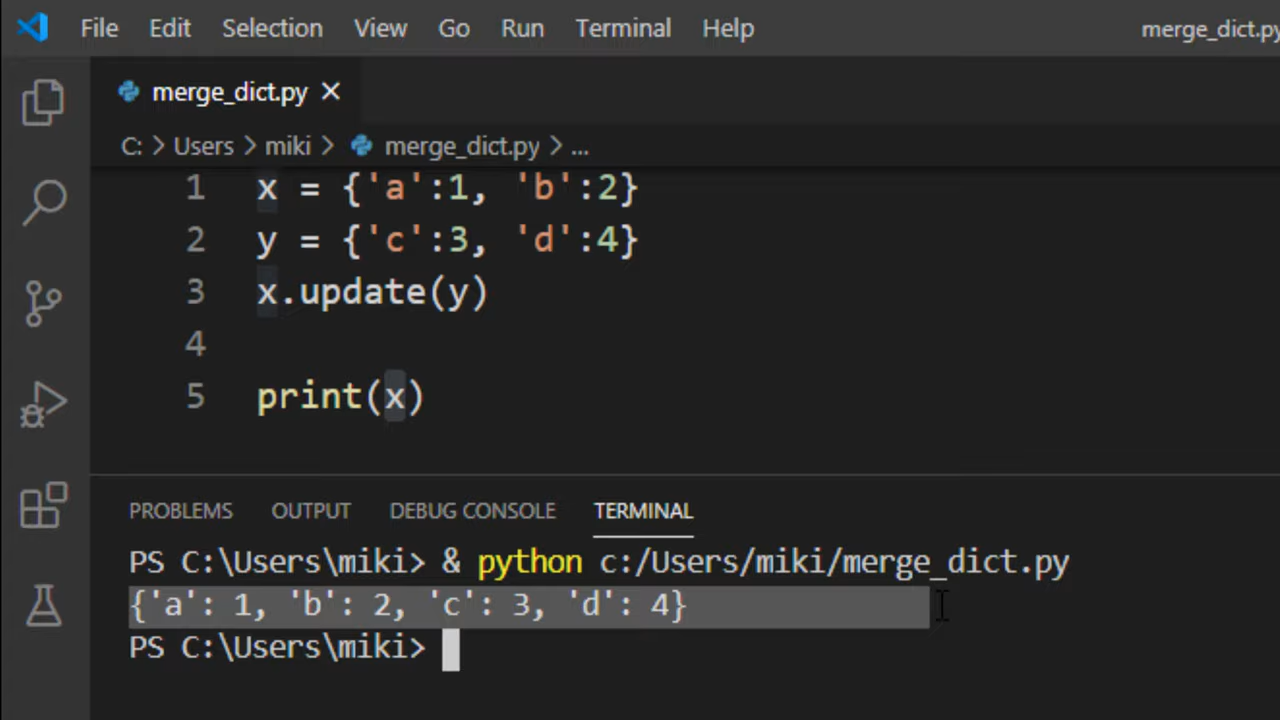 File Edit Selection View Go Run Terminal Help merge_dict.py
merge_dict.py
C: > Users > miki > merge_dict.py > ...
1 x = {'a':1, 'b':2}
2 y = {'c':3, 'd':4}
3 x.update(y)
4
5 print(x)
PROBLEMS OUTPUT DEBUG CONSOLE TERMINAL
PS C:\Users\miki> & python c:/Users/miki/merge_dict.py
{'a': 1, 'b': 2, 'c': 3, 'd': 4}
PS C:\Users\miki>